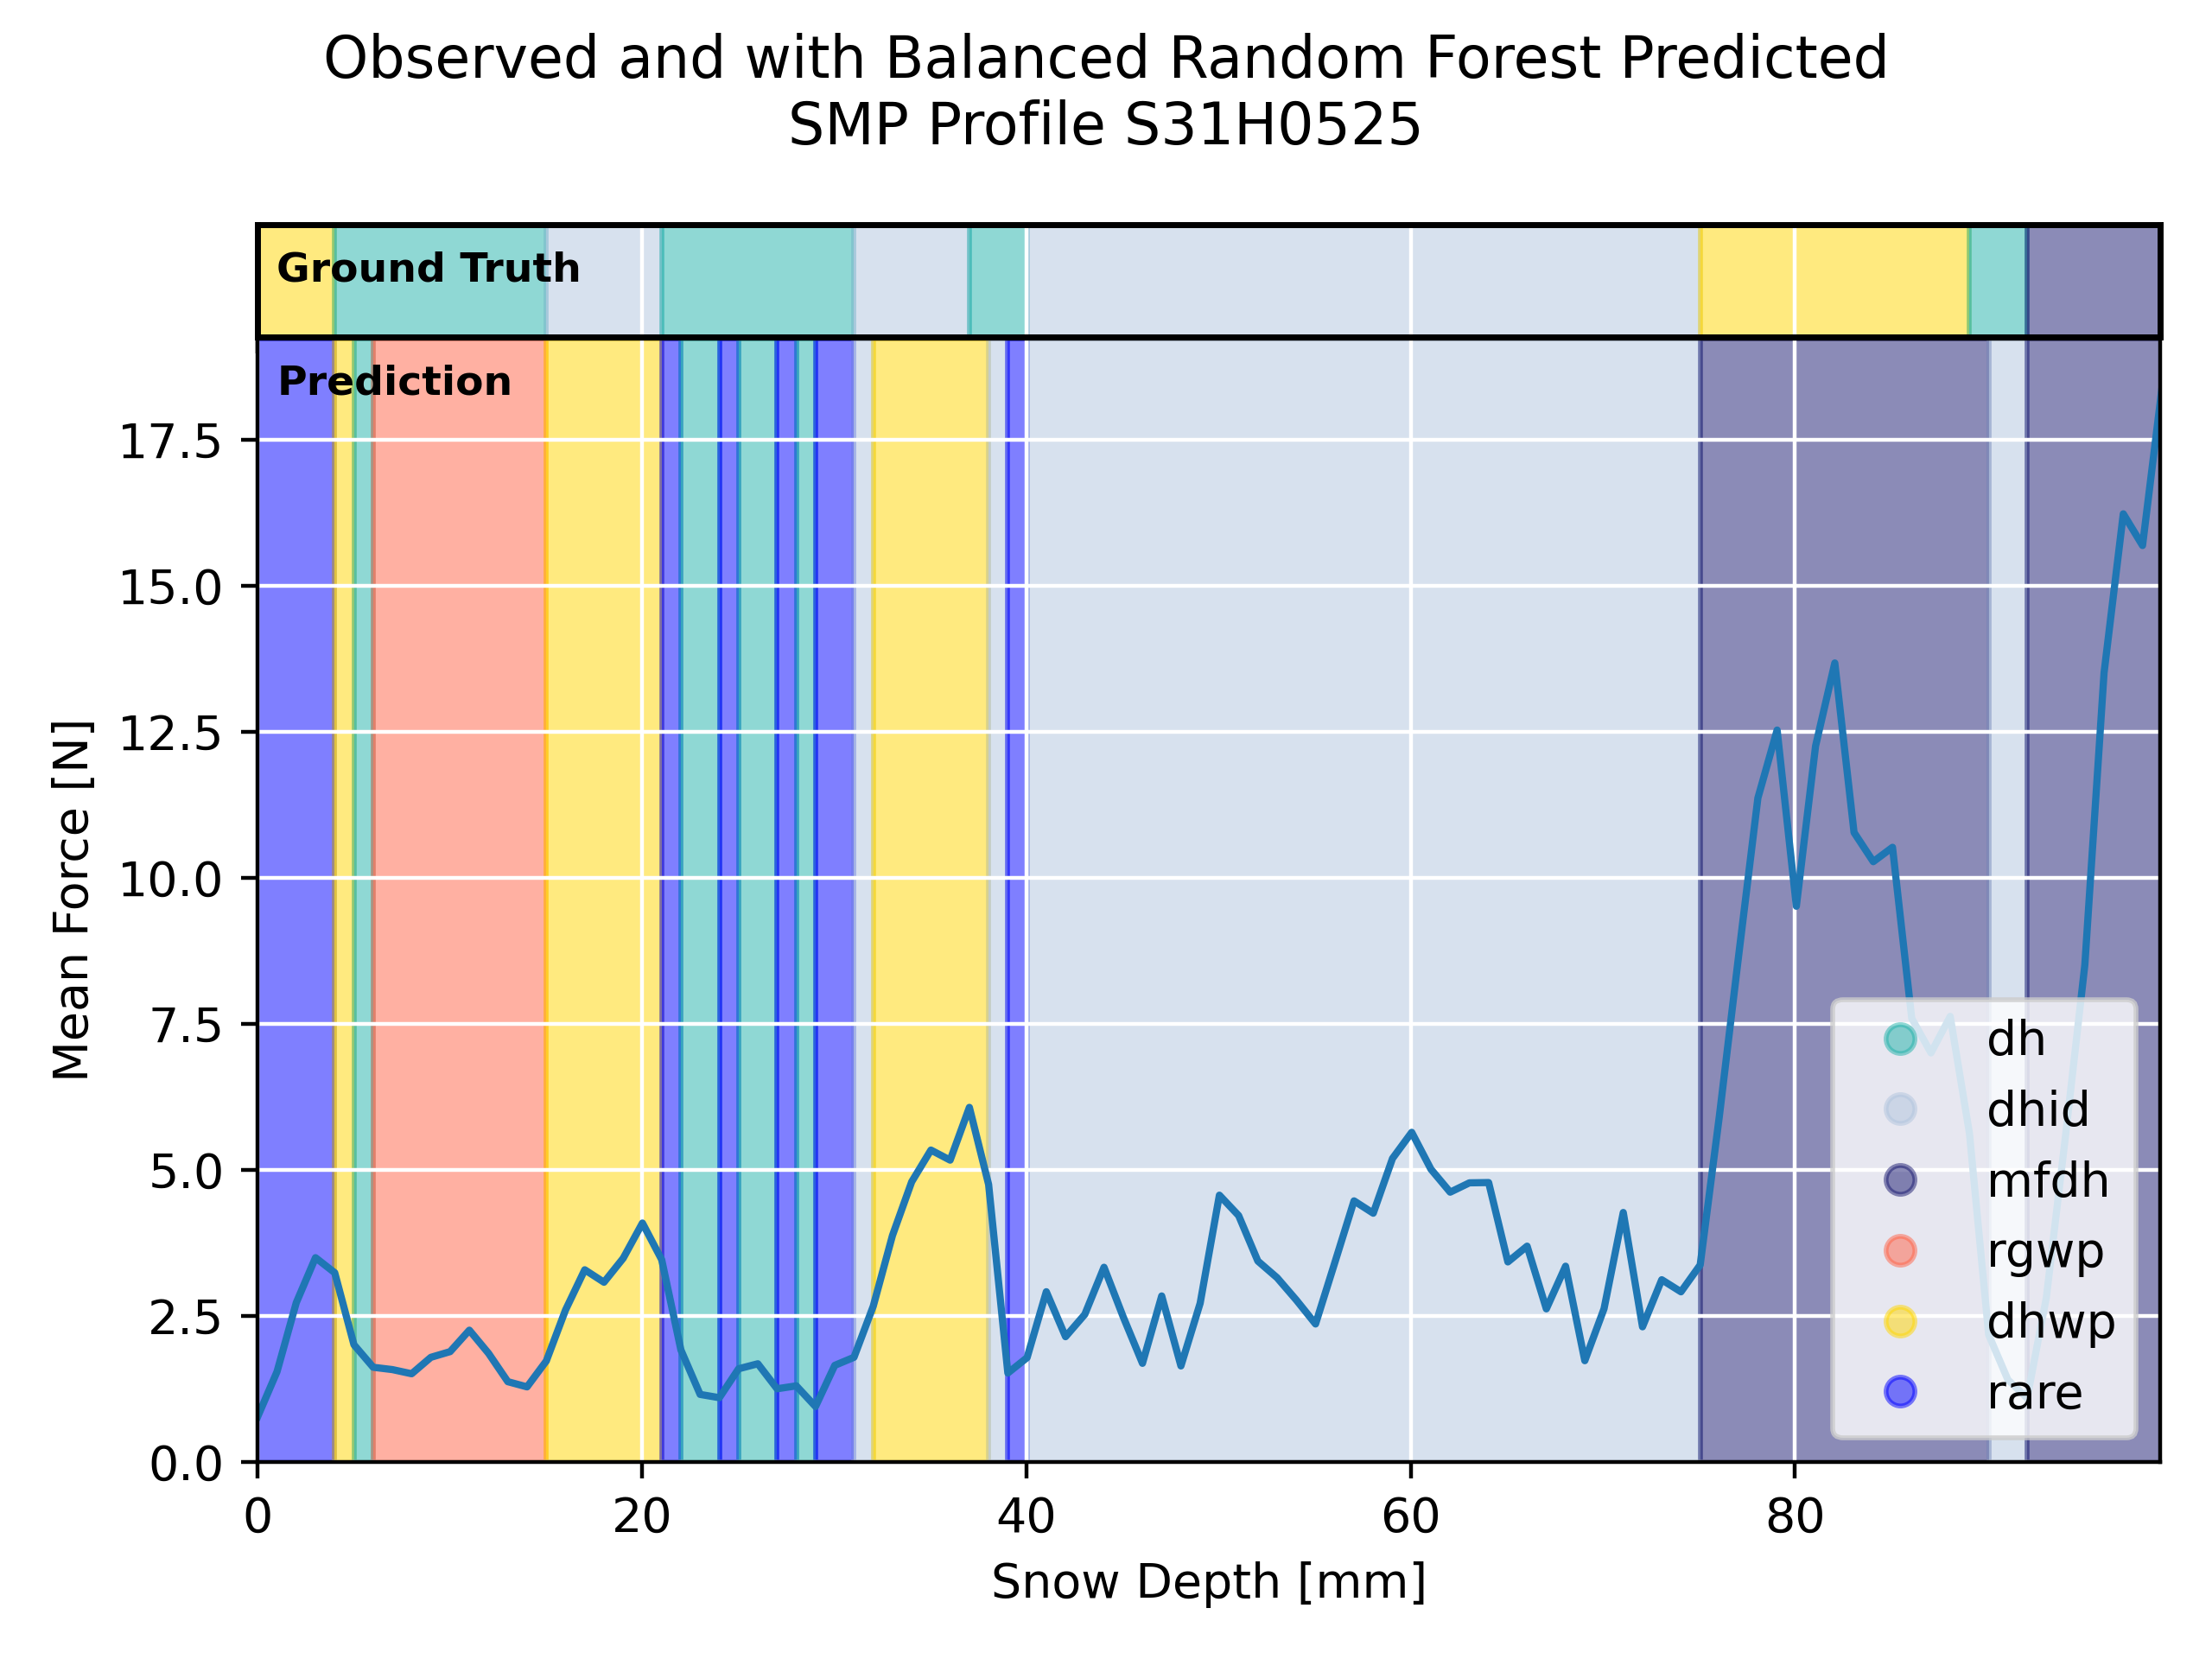 Observed and with Balanced Random Forest Predicted
SMP Profile S31H0525
Ground Truth
Prediction
17.5
15.0
12.5
10.0
7.5
5.0
2.5
0.0
Mean Force [N]
dh
dhid
mfdh
rgwp
dhwp
rare
0 20 40 60 80
Snow Depth [mm]